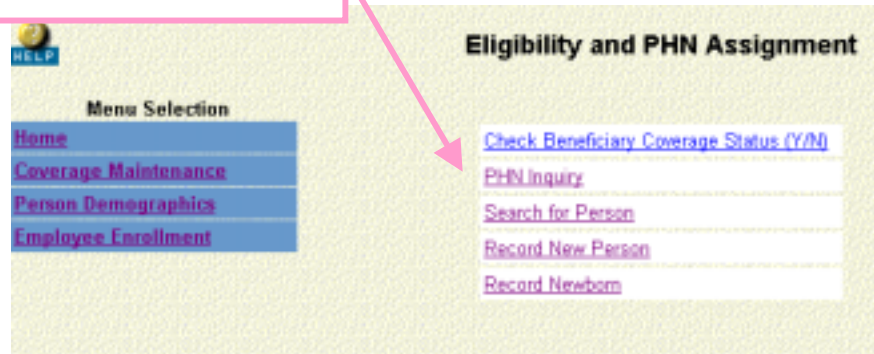 HELP
Eligibility and PHN Assignment
Menu Selection
Home
Coverage Maintenance
Person Demographics
Employee Enrollment
Check Beneficiary Coverage Status (Y/N)
PHN Inquiry
Search for Person
Record New Person
Record Newborn